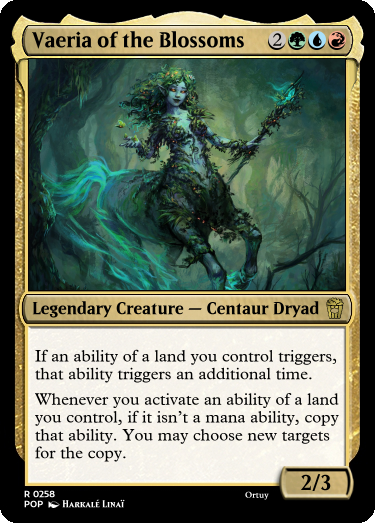 Vaeria of the Blossoms 2
Legendary Creature — Centaur Dryad
If an ability of a land you control triggers,
that ability triggers an additional time.
Whenever you activate an ability of a land
you control, if it isn't a mana ability, copy
that ability. You may choose new targets
for the copy.
2/3
R 0258
POP Harkalé Linaï
Ortuy